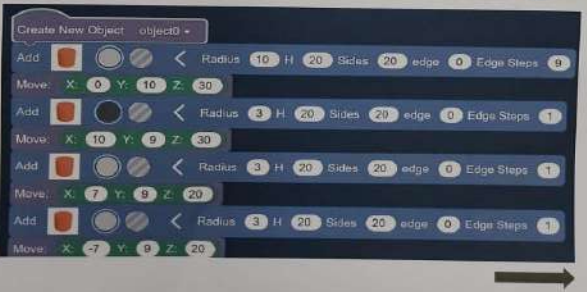 Create New Object object0
Add Radius 10 H 20 Sides 20 edge 0 Edge Steps 9
Move: X: 0 Y: 10 Z: 30
Add Radius 3 H 20 Sides 20 edge 0 Edge Steps 1
Move: X: 10 Y: 9 Z: 30
Add Radius 3 H 20 Sides 20 edge 0 Edge Steps 1
Move: X: 7 Y: 9 Z: 20
Add Radius 3 H 20 Sides 20 edge 0 Edge Steps 1
Move: X: -7 Y: 9 Z: 20